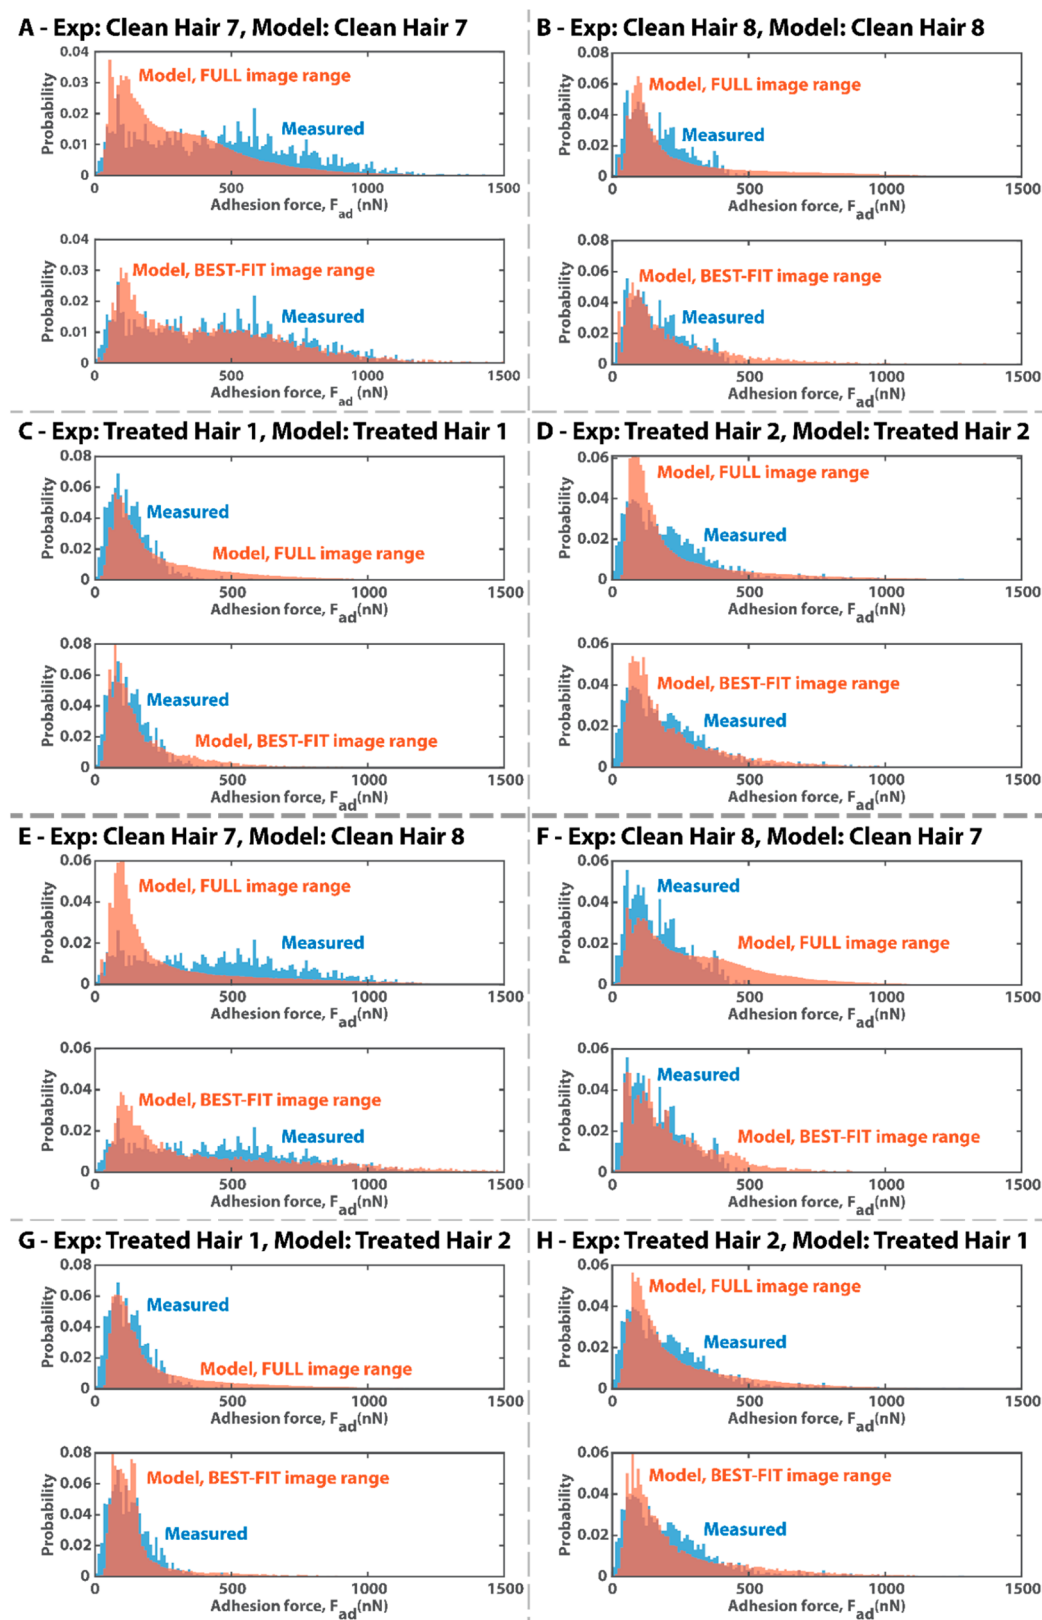 A - Exp: Clean Hair 7, Model: Clean Hair 7
0.04
0.03
0.02
0.01
0
Probability
Model, FULL image range
Measured
0 500 1000 1500
Adhesion force, F ad (nN)
0.04
0.03
0.02
0.01
0
Probability
Model, BEST-FIT image range
Measured
0 500 1000 1500
Adhesion force, F ad (nN)
B - Exp: Clean Hair 8, Model: Clean Hair 8
0.08
0.06
0.04
0.02
0
Probability
Model, FULL image range
Measured
0 500 1000 1500
Adhesion force, F ad(nN)
0.08
0.06
0.04
0.02
0
Probability
Model, BEST-FIT image range
Measured
0 500 1000 1500
Adhesion force, F ad(nN)
C - Exp: Treated Hair 1, Model: Treated Hair 1
0.08
0.06
0.04
0.02
0
Probability
Measured
Model, FULL image range
0 500 1000 1500
Adhesion force, F ad(nN)
0.08
0.06
0.04
0.02
0
Probability
Measured
Model, BEST-FIT image range
0 500 1000 1500
Adhesion force, F ad(nN)
D - Exp: Treated Hair 2, Model: Treated Hair 2
0.06
0.04
0.02
0
Probability
Model, FULL image range
Measured
0 500 1000 1500
Adhesion force, F ad(nN)
0.06
0.04
0.02
0
Probability
Model, BEST-FIT image range
Measured
0 500 1000 1500
Adhesion force, F ad(nN)
E - Exp: Clean Hair 7, Model: Clean Hair 8
0.06
0.04
0.02
0
Probability
Model, FULL image range
Measured
0 500 1000 1500
Adhesion force, F ad(nN)
0.06
0.04
0.02
0
Probability
Model, BEST-FIT image range
Measured
0 500 1000 1500
Adhesion force, F ad(nN)
F - Exp: Clean Hair 8, Model: Clean Hair 7
0.06
0.04
0.02
0
Probability
Measured
Model, FULL image range
0 500 1000 1500
Adhesion force, F ad(nN)
0.06
0.04
0.02
0
Probability
Measured
Model, BEST-FIT image range
0 500 1000 1500
Adhesion force, F ad(nN)
G - Exp: Treated Hair 1, Model: Treated Hair 2
0.08
0.06
0.04
0.02
0
Probability
Measured
Model, FULL image range
0 500 1000 1500
Adhesion force, F ad(nN)
0.08
0.06
0.04
0.02
0
Probability
Model, BEST-FIT image range
Measured
0 500 1000 1500
Adhesion force, F ad(nN)
H - Exp: Treated Hair 2, Model: Treated Hair 1
0.06
0.04
0.02
0
Probability
Model, FULL image range
Measured
0 500 1000 1500
Adhesion force, F ad(nN)
0.06
0.04
0.02
0
Probability
Model, BEST-FIT image range
Measured
0 500 1000 1500
Adhesion force, F ad(nN)